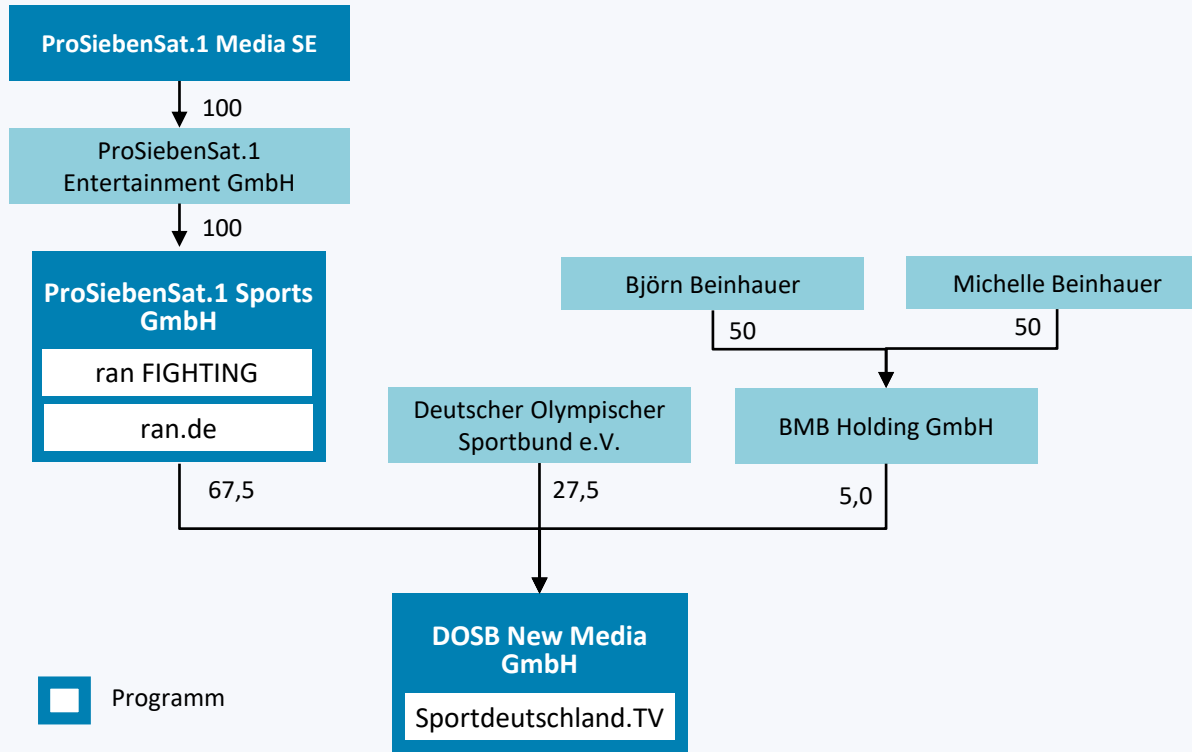 ProSiebenSat.1 Media SE
100
ProSiebenSat.1
Entertainment GmbH
100
ProSiebenSat.1 Sports
GmbH
ran FIGHTING
ran.de
Björn Beinhauer
Michelle Beinhauer
50
50
Deutscher Olympischer
Sportbund e.V.
BMB Holding GmbH
67,5
27,5
5,0
DOSB New Media
GmbH
Sportdeutschland.TV
Programm